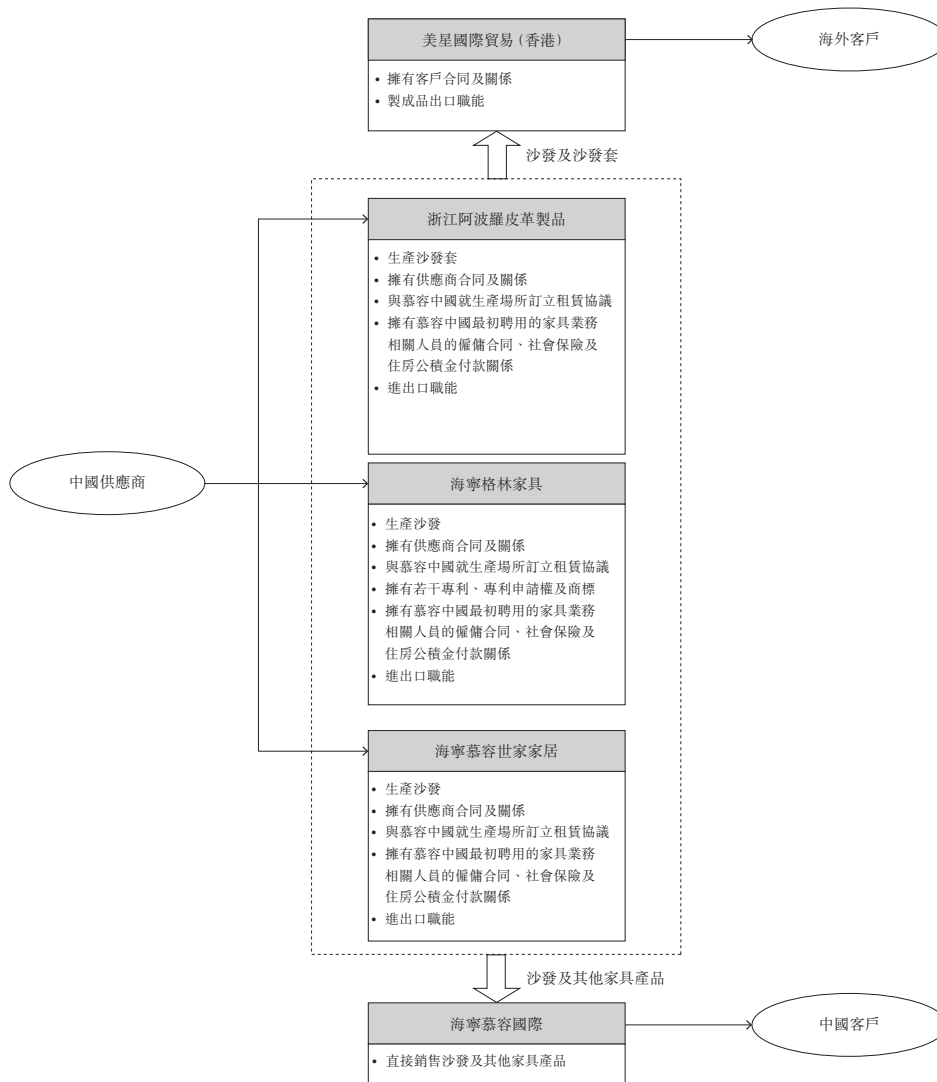 美星國際貿易(香港)
海外客戶
• 擁有客戶合同及關係
• 製成品出口職能
沙發及沙發套
浙江阿波羅皮革製品
• 生產沙發套
• 擁有供應商合同及關係
• 與慕容中國就生產場所訂立租賃協議
• 擁有慕容中國最初聘用的家具業務
相關人員的僱傭合同、社會保險及
住房公積金付款關係
• 進出口職能
中國供應商
海寧格林家具
• 生產沙發
• 擁有供應商合同及關係
• 與慕容中國就生產場所訂立租賃協議
• 擁有若干專利、專利申請權及商標
• 擁有慕容中國最初聘用的家具業務
相關人員的僱傭合同、社會保險及
住房公積金付款關係
• 進出口職能
海寧慕容世家家居
• 生產沙發
• 擁有供應商合同及關係
• 與慕容中國就生產場所訂立租賃協議
• 擁有慕容中國最初聘用的家具業務
相關人員的僱傭合同、社會保險及
住房公積金付款關係
• 進出口職能
沙發及其他家具產品
海寧慕容國際
中國客戶
• 直接銷售沙發及其他家具產品